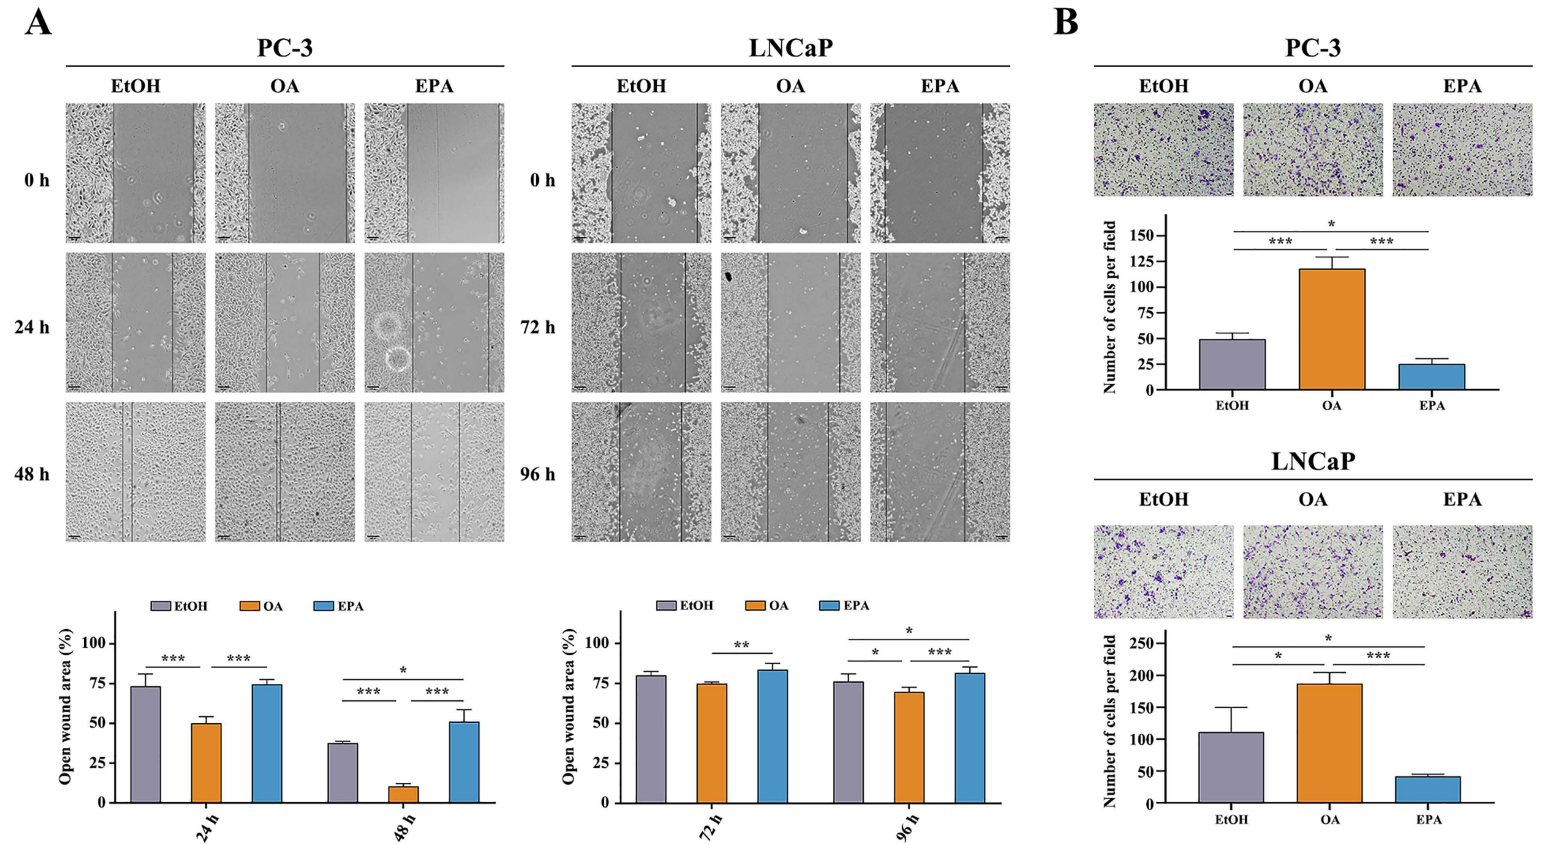 A
PC-3
EtOH OA EPA
0 h
24 h
48 h
LNCaP
EtOH OA EPA
0 h
72 h
96 h
EtOH OA EPA
Open wound area (%)
100
75
50
25
0
*** ***
*
*** ***
24 h 48 h
EtOH OA EPA
Open wound area (%)
100
75
50
25
0
**
*
* ***
72 h 96 h
B
PC-3
EtOH OA EPA
Number of cells per field
150
125
100
75
50
25
0
*
*** ***
EtOH OA EPA
LNCaP
EtOH OA EPA
Number of cells per field
250
200
150
100
50
0
*
* ***
EtOH OA EPA